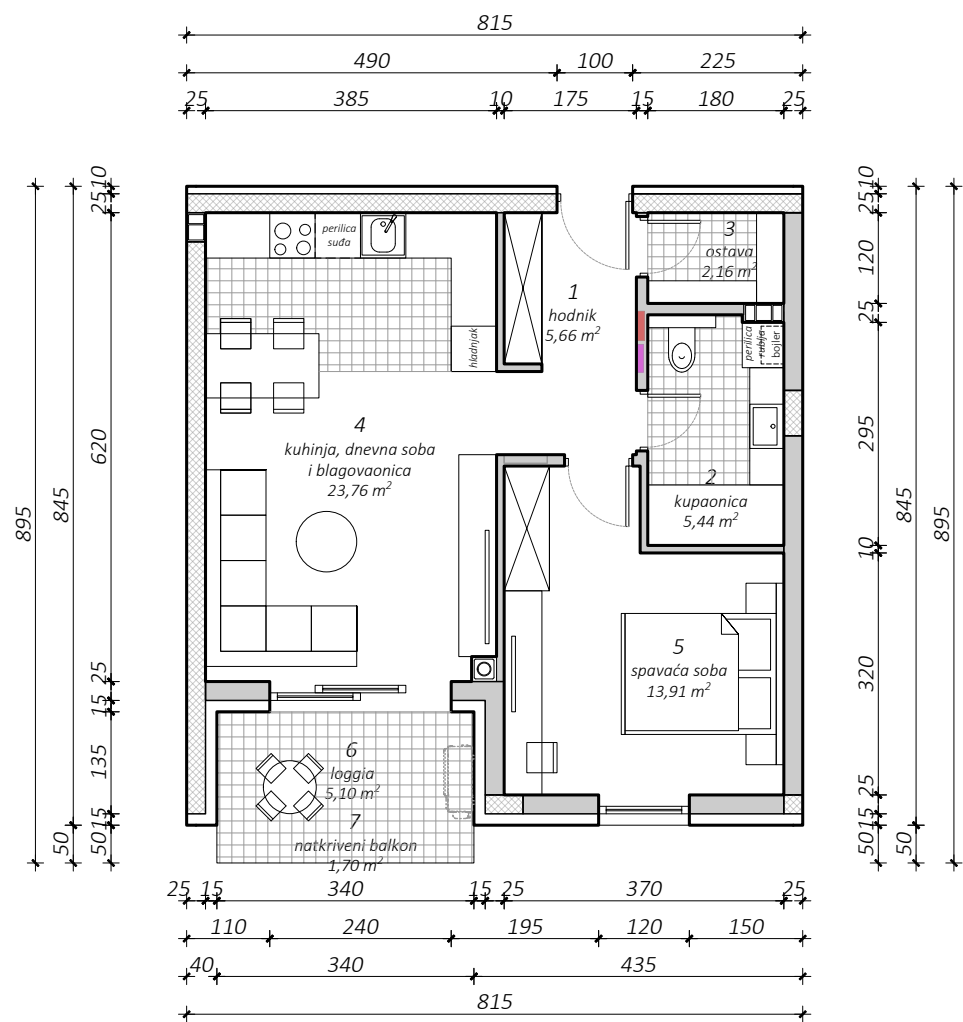 815
490 100 225
25 385 10 175 15 180 25
10
25
620
25
15
135
15
50
845
50
895
10
25
120
25
295
10
320
25
15
50
845
50
895
perilica
suđa
hladnjak
1
hodnik
5,66 m²
3
ostava
2,16 m²
perilica
rublja
bojler
2
kupaonica
5,44 m²
4
kuhinja, dnevna soba
i blagovaonica
23,76 m²
5
spavaća soba
13,91 m²
6
loggia
5,10 m²
7
natkriveni balkon
1,70 m²
25 15 340 15 25 370 25
110 240 195 120 150
40 340 435
815